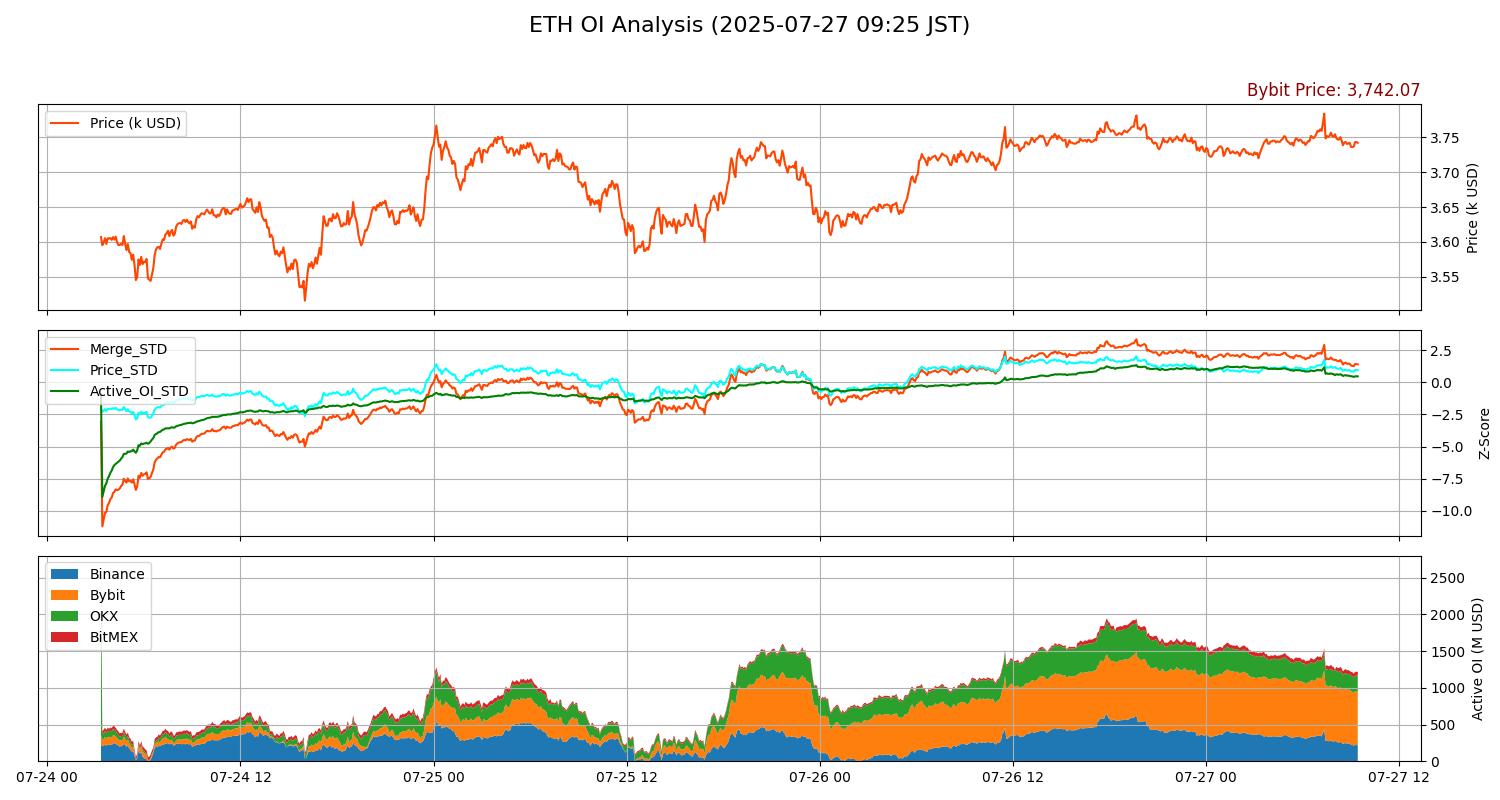 ETH OI Analysis (2025-07-27 09:25 JST)
Bybit Price: 3,742.07
Price (k USD)
3.75
3.70
3.65
3.60
3.55
Price (k USD)
Merge_STD
Price_STD
Active_OI_STD
2.5
0.0
−2.5
−5.0
−7.5
−10.0
Z-Score
Binance
Bybit
OKX
BitMEX
2500
2000
1500
1000
500
0
Active OI (M USD)
07-24 00
07-24 12
07-25 00
07-25 12
07-26 00
07-26 12
07-27 00
07-27 12